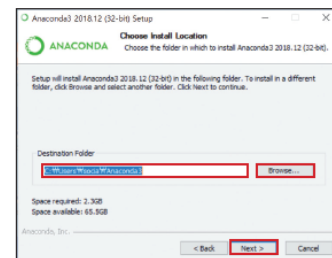 Anaconda3 2018.12 (32-bit) Setup
ANACONDA
Choose Install Location
Choose the folder in which to install Anaconda3 2018.12 (32-bit).
Setup will install Anaconda3 2018.12 (32-bit) in the following folder. To install in a different
folder, click Browse and select another folder. Click Next to continue.
Destination Folder
Browse...
Space required: 2.3GB
Space available: 65.5GB
Anaconda, Inc.
< Back
Next >
Cancel